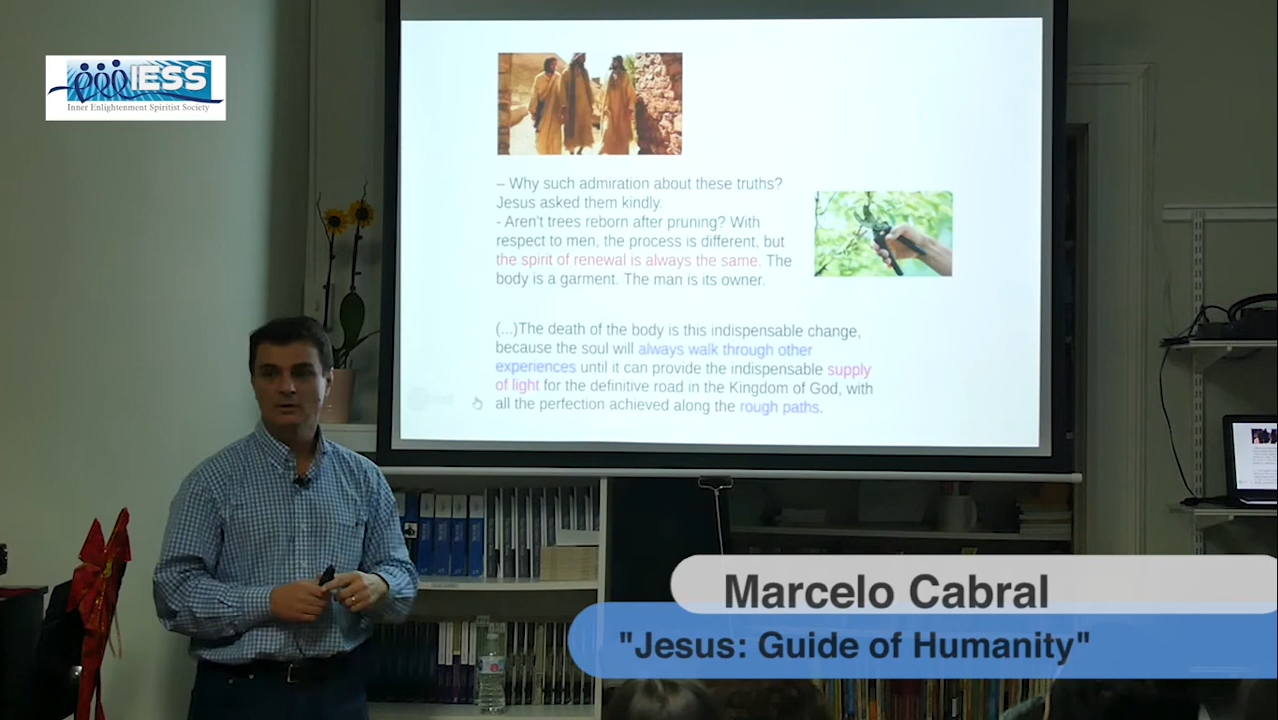 IESS
Inner Enlightenment Spiritist Society
– Why such admiration about these truths?
Jesus asked them kindly.
- Aren't trees reborn after pruning? With
respect to men, the process is different, but
the spirit of renewal is always the same. The
body is a garment. The man is its owner.
(...)The death of the body is this indispensable change,
because the soul will always walk through other
experiences until it can provide the indispensable supply
of light for the definitive road in the Kingdom of God, with
all the perfection achieved along the rough paths.
Marcelo Cabral
"Jesus: Guide of Humanity"